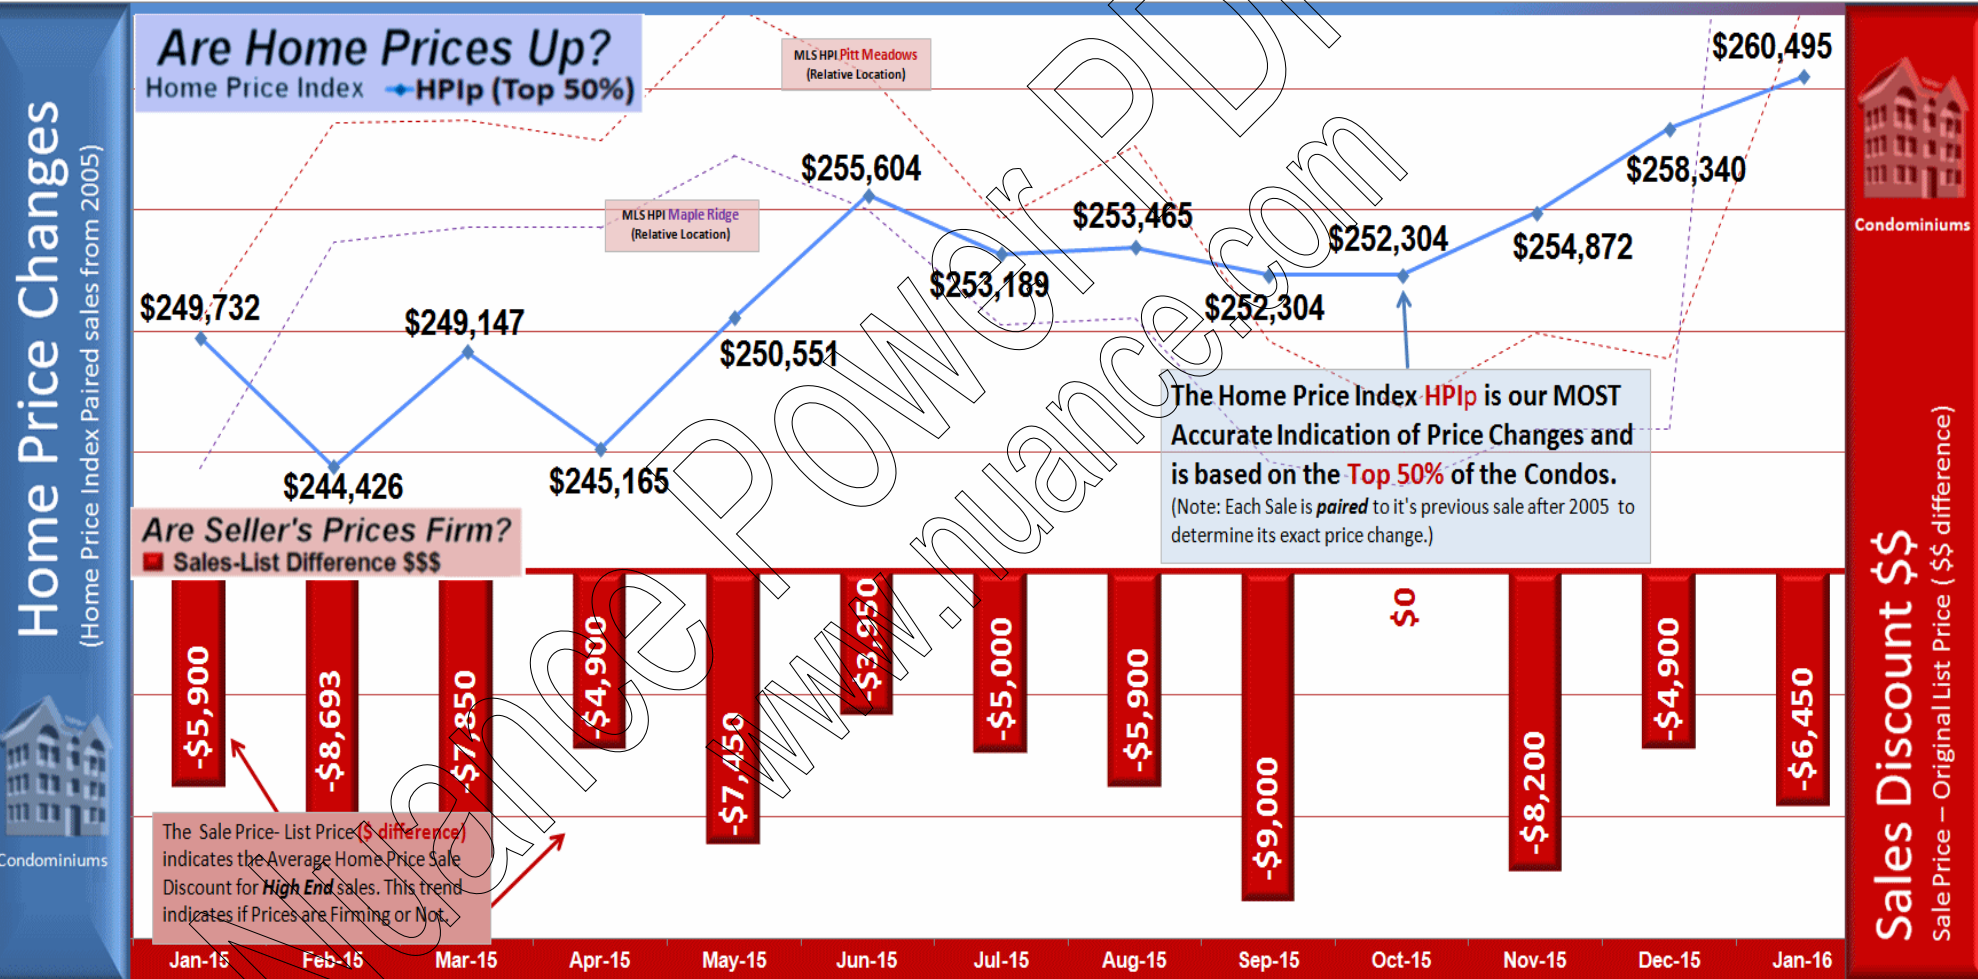 Are Home Prices Up?
Home Price Index HPIp (Top 50%)
MLS HPI Pitt Meadows
(Relative Location)
MLS HPI Maple Ridge
(Relative Location)
$249,732
$244,426
$249,147
$245,165
$250,551
$255,604
$253,189
$253,465
$252,304
$252,304
$254,872
$258,340
$260,495
The Home Price Index HPIp is our MOST
Accurate Indication of Price Changes and
is based on the Top 50% of the Condos.
(Note: Each Sale is paired to it's previous sale after 2005 to
determine its exact price change.)
Are Seller's Prices Firm?
Sales-List Difference $$$
-$5,900
-$8,693
-$7,850
-$4,900
-$7,450
-$3,950
-$5,000
-$5,900
-$9,000
$0
-$8,200
-$4,900
-$6,450
The Sale Price- List Price ($ difference)
indicates the Average Home Price Sale
Discount for High End sales. This trend
indicates if Prices are Firming or Not.
Jan-15 Feb-15 Mar-15 Apr-15 May-15 Jun-15 Jul-15 Aug-15 Sep-15 Oct-15 Nov-15 Dec-15 Jan-16
Home Price Changes
(Home Price Index Paired sales from 2005)
Condominiums
Condominiums
Sales Discount $$
Sale Price – Original List Price ( $$ difference)
Nuance Power PDF
www.nuance.com